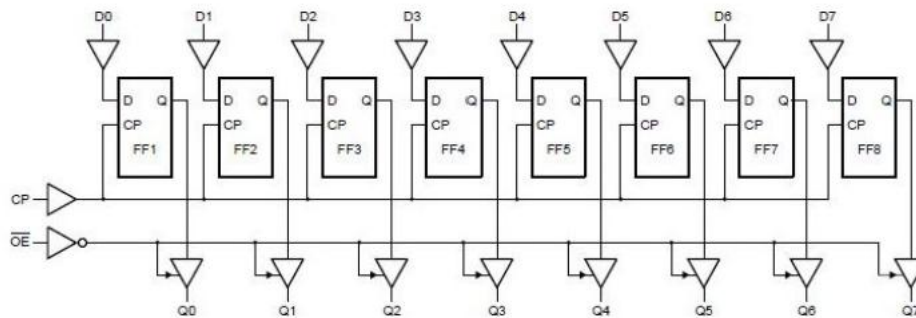 D0 D1 D2 D3 D4 D5 D6 D7
D Q D Q D Q D Q D Q D Q D Q D Q
CP CP CP CP CP CP CP CP
FF1 FF2 FF3 FF4 FF5 FF6 FF7 FF8
CP
OE
Q0 Q1 Q2 Q3 Q4 Q5 Q6 Q7